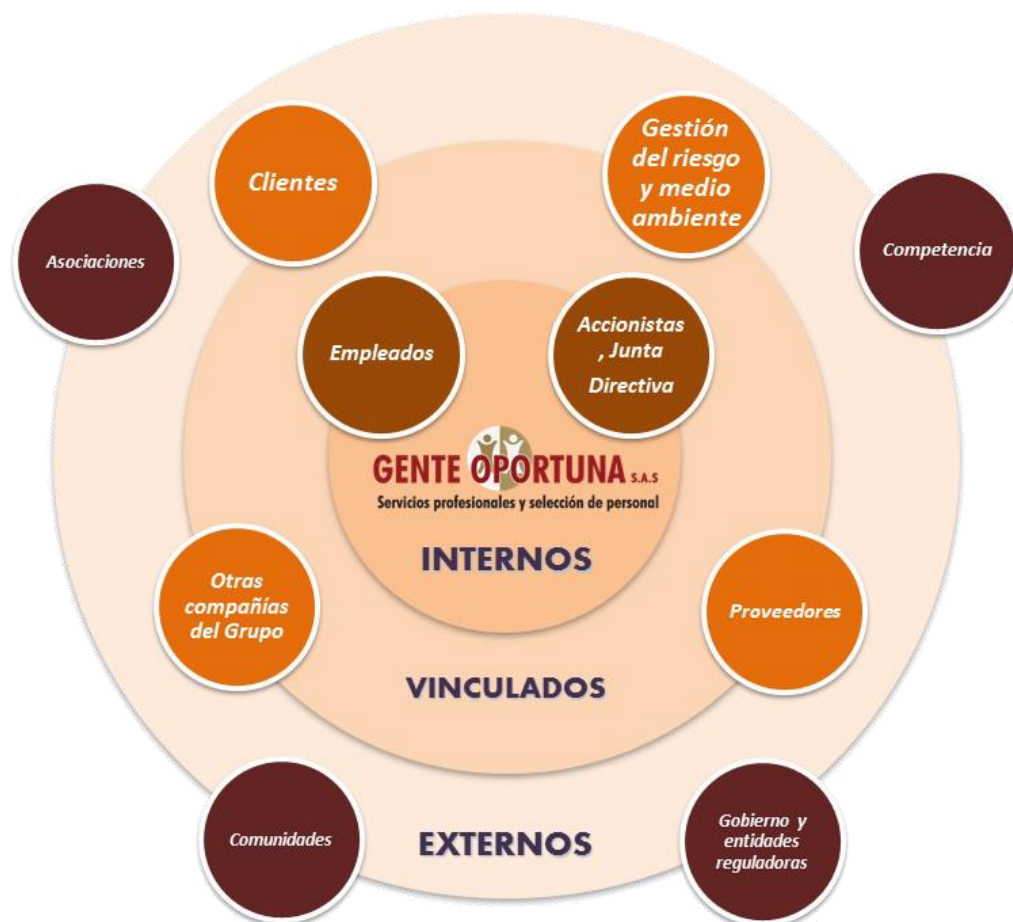 Clientes
Gestión
del riesgo
y medio
ambiente
Asociaciones
Competencia
Empleados
Accionistas
, Junta
Directiva
GENTE OPORTUNA S.A.S
Servicios profesionales y selección de personal
INTERNOS
Otras
compañías
del Grupo
Proveedores
VINCULADOS
Comunidades
EXTERNOS
Gobierno y
entidades
reguladoras